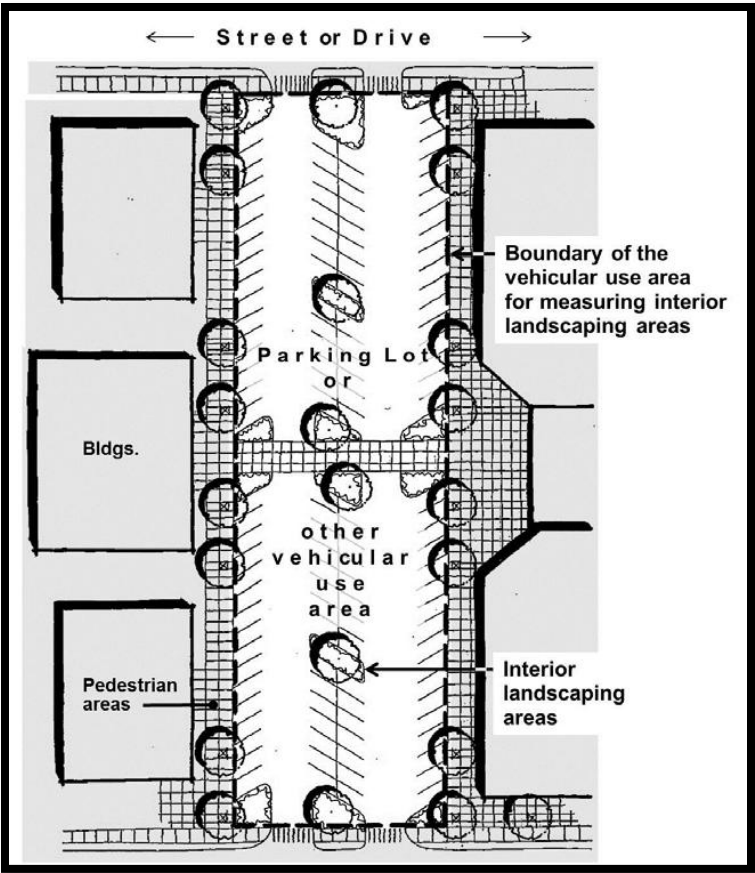 Street or Drive
Boundary of the
vehicular use area
for measuring interior
landscaping areas
Parking Lot
or
Bldgs.
other
vehicular
use
area
Interior
landscaping
areas
Pedestrian
areas